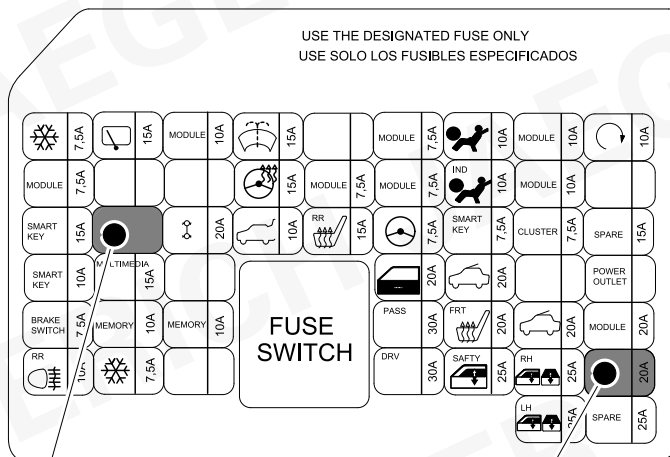 USE THE DESIGNATED FUSE ONLY
USE SOLO LOS FUSIBLES ESPECIFICADOS
7,5A 15A MODULE 10A 15A MODULE 7,5A 10A MODULE 10A 10A
MODULE 7,5A 15A MODULE 7,5A MODULE 7,5A IND 10A MODULE 10A
SMART KEY 15A 20A 10A RR 15A 7,5A SMART KEY 7,5A CLUSTER 7,5A SPARE 15A
SMART KEY 10A MULTIMEDIA 15A 20A 20A POWER OUTLET
BRAKE SWITCH 7,5A MEMORY 10A MEMORY 10A FUSE SWITCH PASS 30A FRT 20A 20A MODULE 20A
RR 10A 7,5A DRV 30A SAFTY 25A RH 25A 20A
LH 25A SPARE 25A